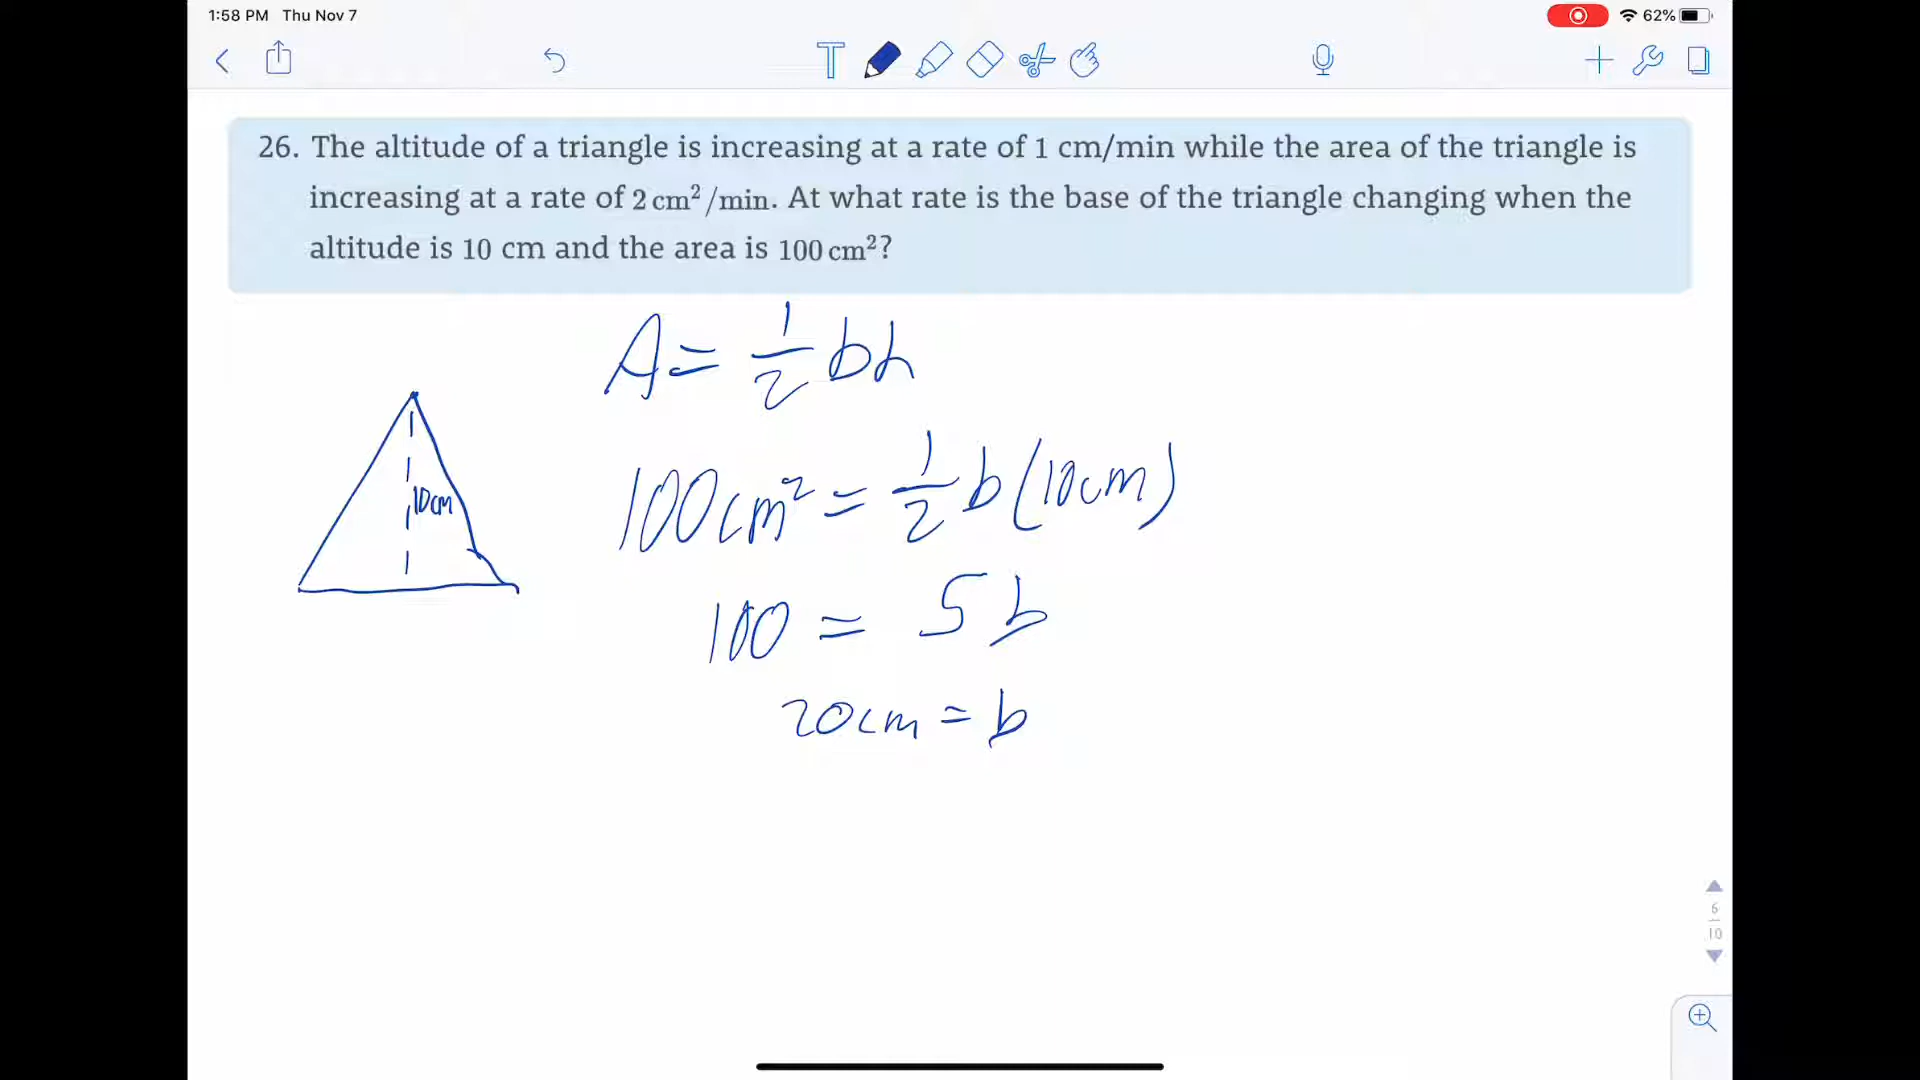 1:58 PM Thu Nov 7
62%
T
26. The altitude of a triangle is increasing at a rate of 1 cm/min while the area of the triangle is
increasing at a rate of 2 cm²/min. At what rate is the base of the triangle changing when the
altitude is 10 cm and the area is 100 cm²?
A = 1/2 bh
10cm
100cm² = 1/2 b(10cm)
100 = 5b
20cm = b
6
10